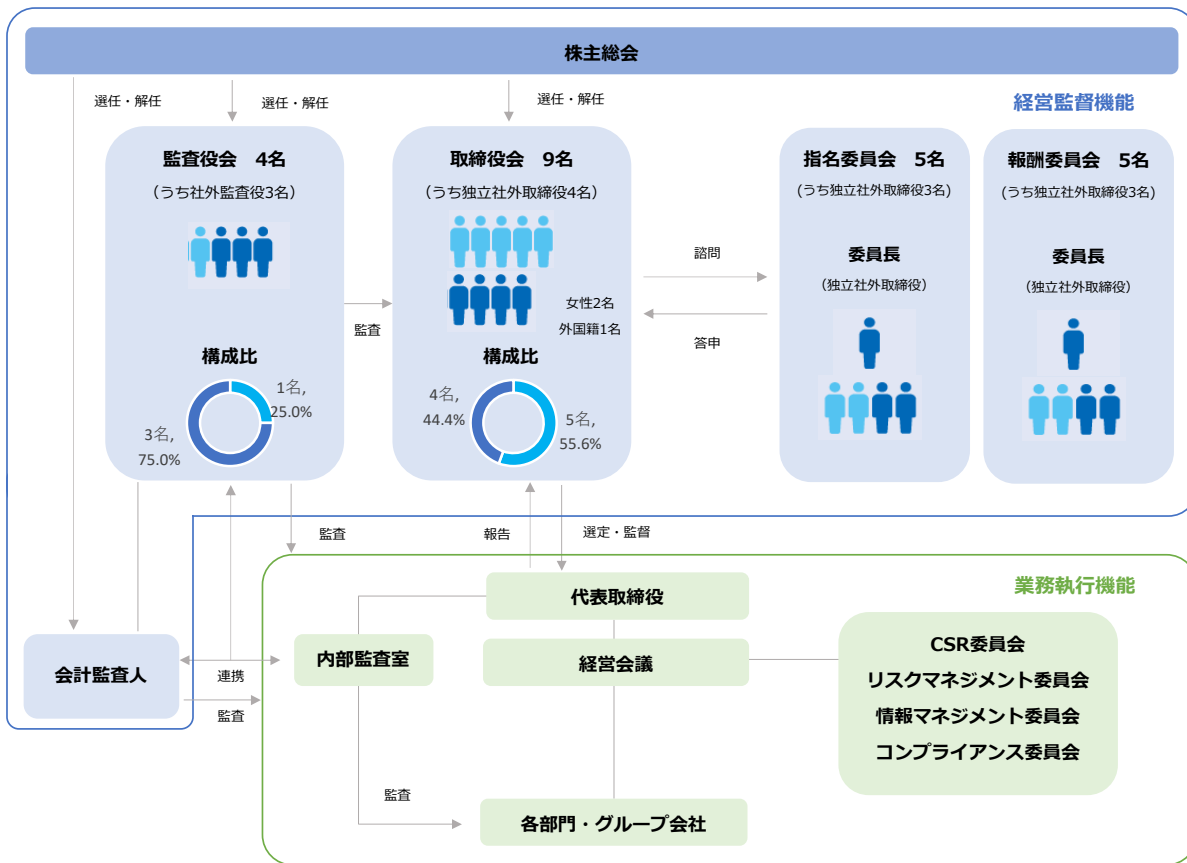 株主総会
選任・解任
選任・解任
選任・解任
経営監督機能
監査役会　4名
(うち社外監査役3名)
取締役会　9名
(うち独立社外取締役4名)
指名委員会　5名
(うち独立社外取締役3名)
報酬委員会　5名
(うち独立社外取締役3名)
委員長
(独立社外取締役)
委員長
(独立社外取締役)
諮問
答申
監査
女性2名
外国籍1名
構成比
1名,
25.0%
3名,
75.0%
構成比
4名,
44.4%
5名,
55.6%
監査
報告
選定・監督
業務執行機能
代表取締役
会計監査人
連携
監査
内部監査室
経営会議
CSR委員会
リスクマネジメント委員会
情報マネジメント委員会
コンプライアンス委員会
監査
各部門・グループ会社